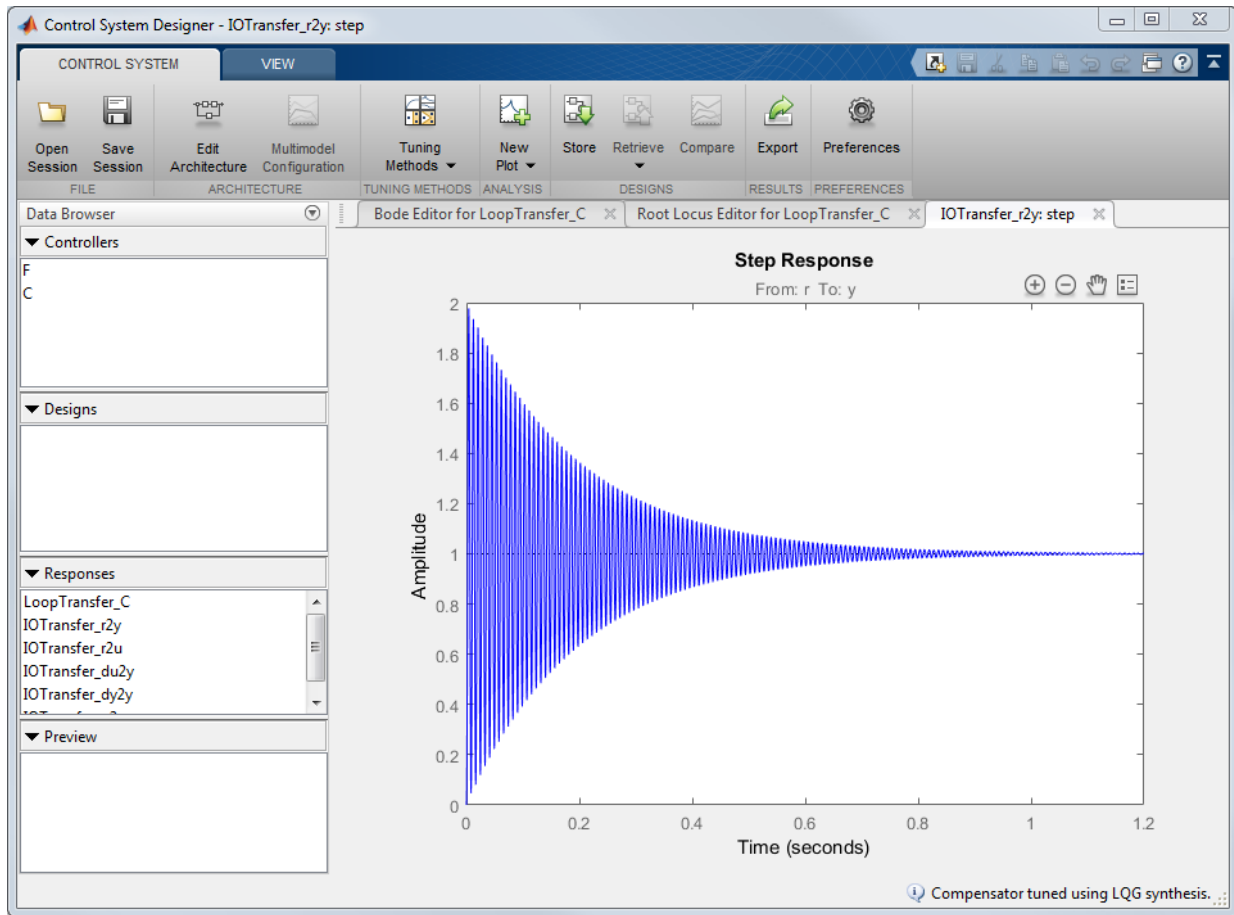 Control System Designer - IOTransfer_r2y: step
CONTROL SYSTEM
VIEW
Open Session
Save Session
Edit Architecture
Multimodel Configuration
Tuning Methods
New Plot
Store
Retrieve
Compare
Export
Preferences
FILE
ARCHITECTURE
TUNING METHODS
ANALYSIS
DESIGNS
RESULTS
PREFERENCES
Data Browser
Bode Editor for LoopTransfer_C
Root Locus Editor for LoopTransfer_C
IOTransfer_r2y: step
Controllers
F
C
Designs
Responses
LoopTransfer_C
IOTransfer_r2y
IOTransfer_r2u
IOTransfer_du2y
IOTransfer_dy2y
Preview
Step Response
From: r To: y
2
1.8
1.6
1.4
1.2
1
0.8
0.6
0.4
0.2
0
Amplitude
0
0.2
0.4
0.6
0.8
1
1.2
Time (seconds)
Compensator tuned using LQG synthesis.